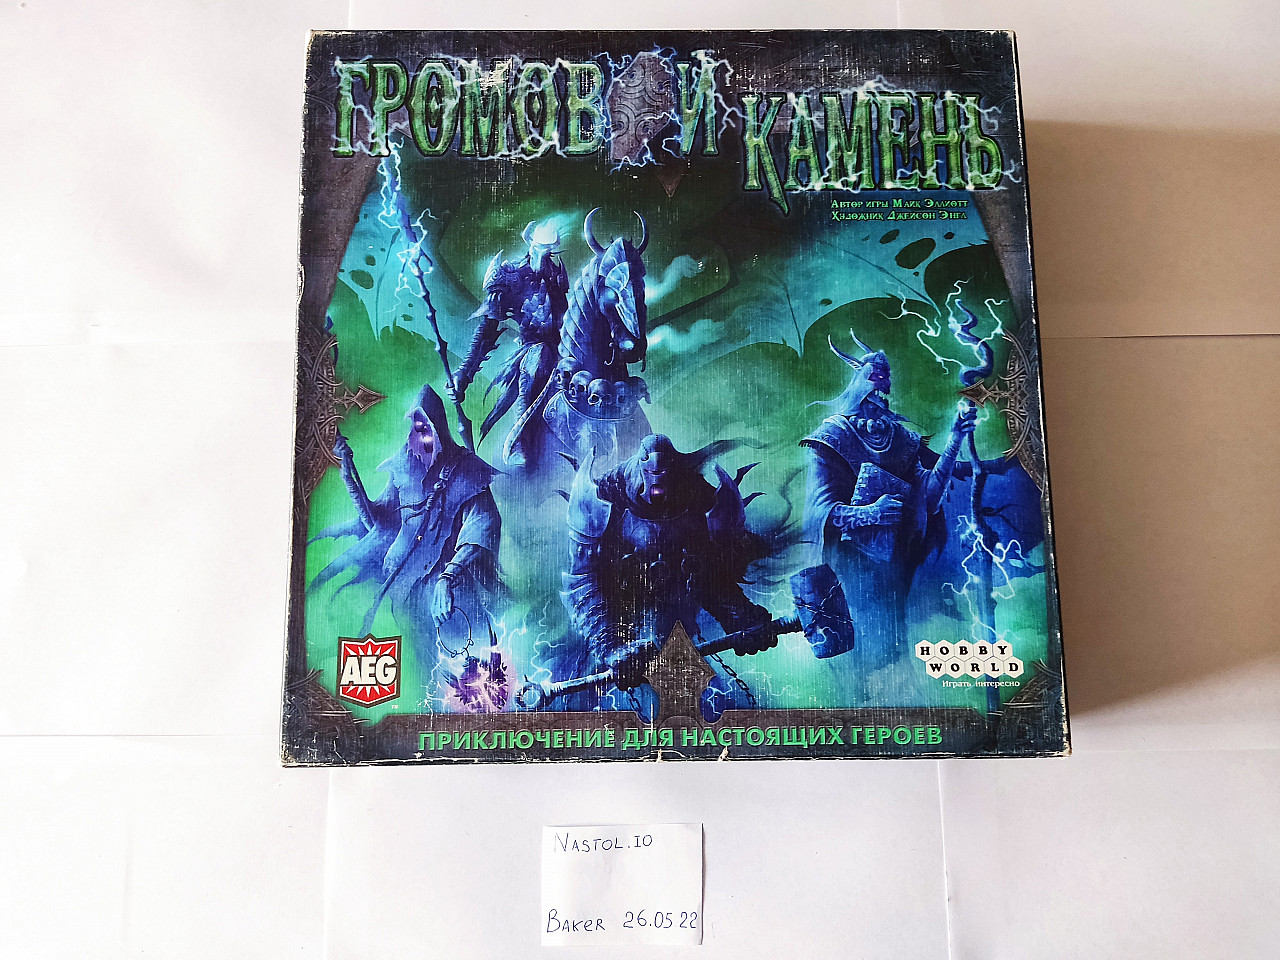 ГРОМОВОЙ
КАМЕНЬ
Автор игры Майк Эллиотт
Художник Джейсон Энгл
AEG
TM
HOBBY
WORLD
Играть интересно
ПРИКЛЮЧЕНИЕ ДЛЯ НАСТОЯЩИХ ГЕРОЕВ
NASTOL.IO
BAKER 26.05.22